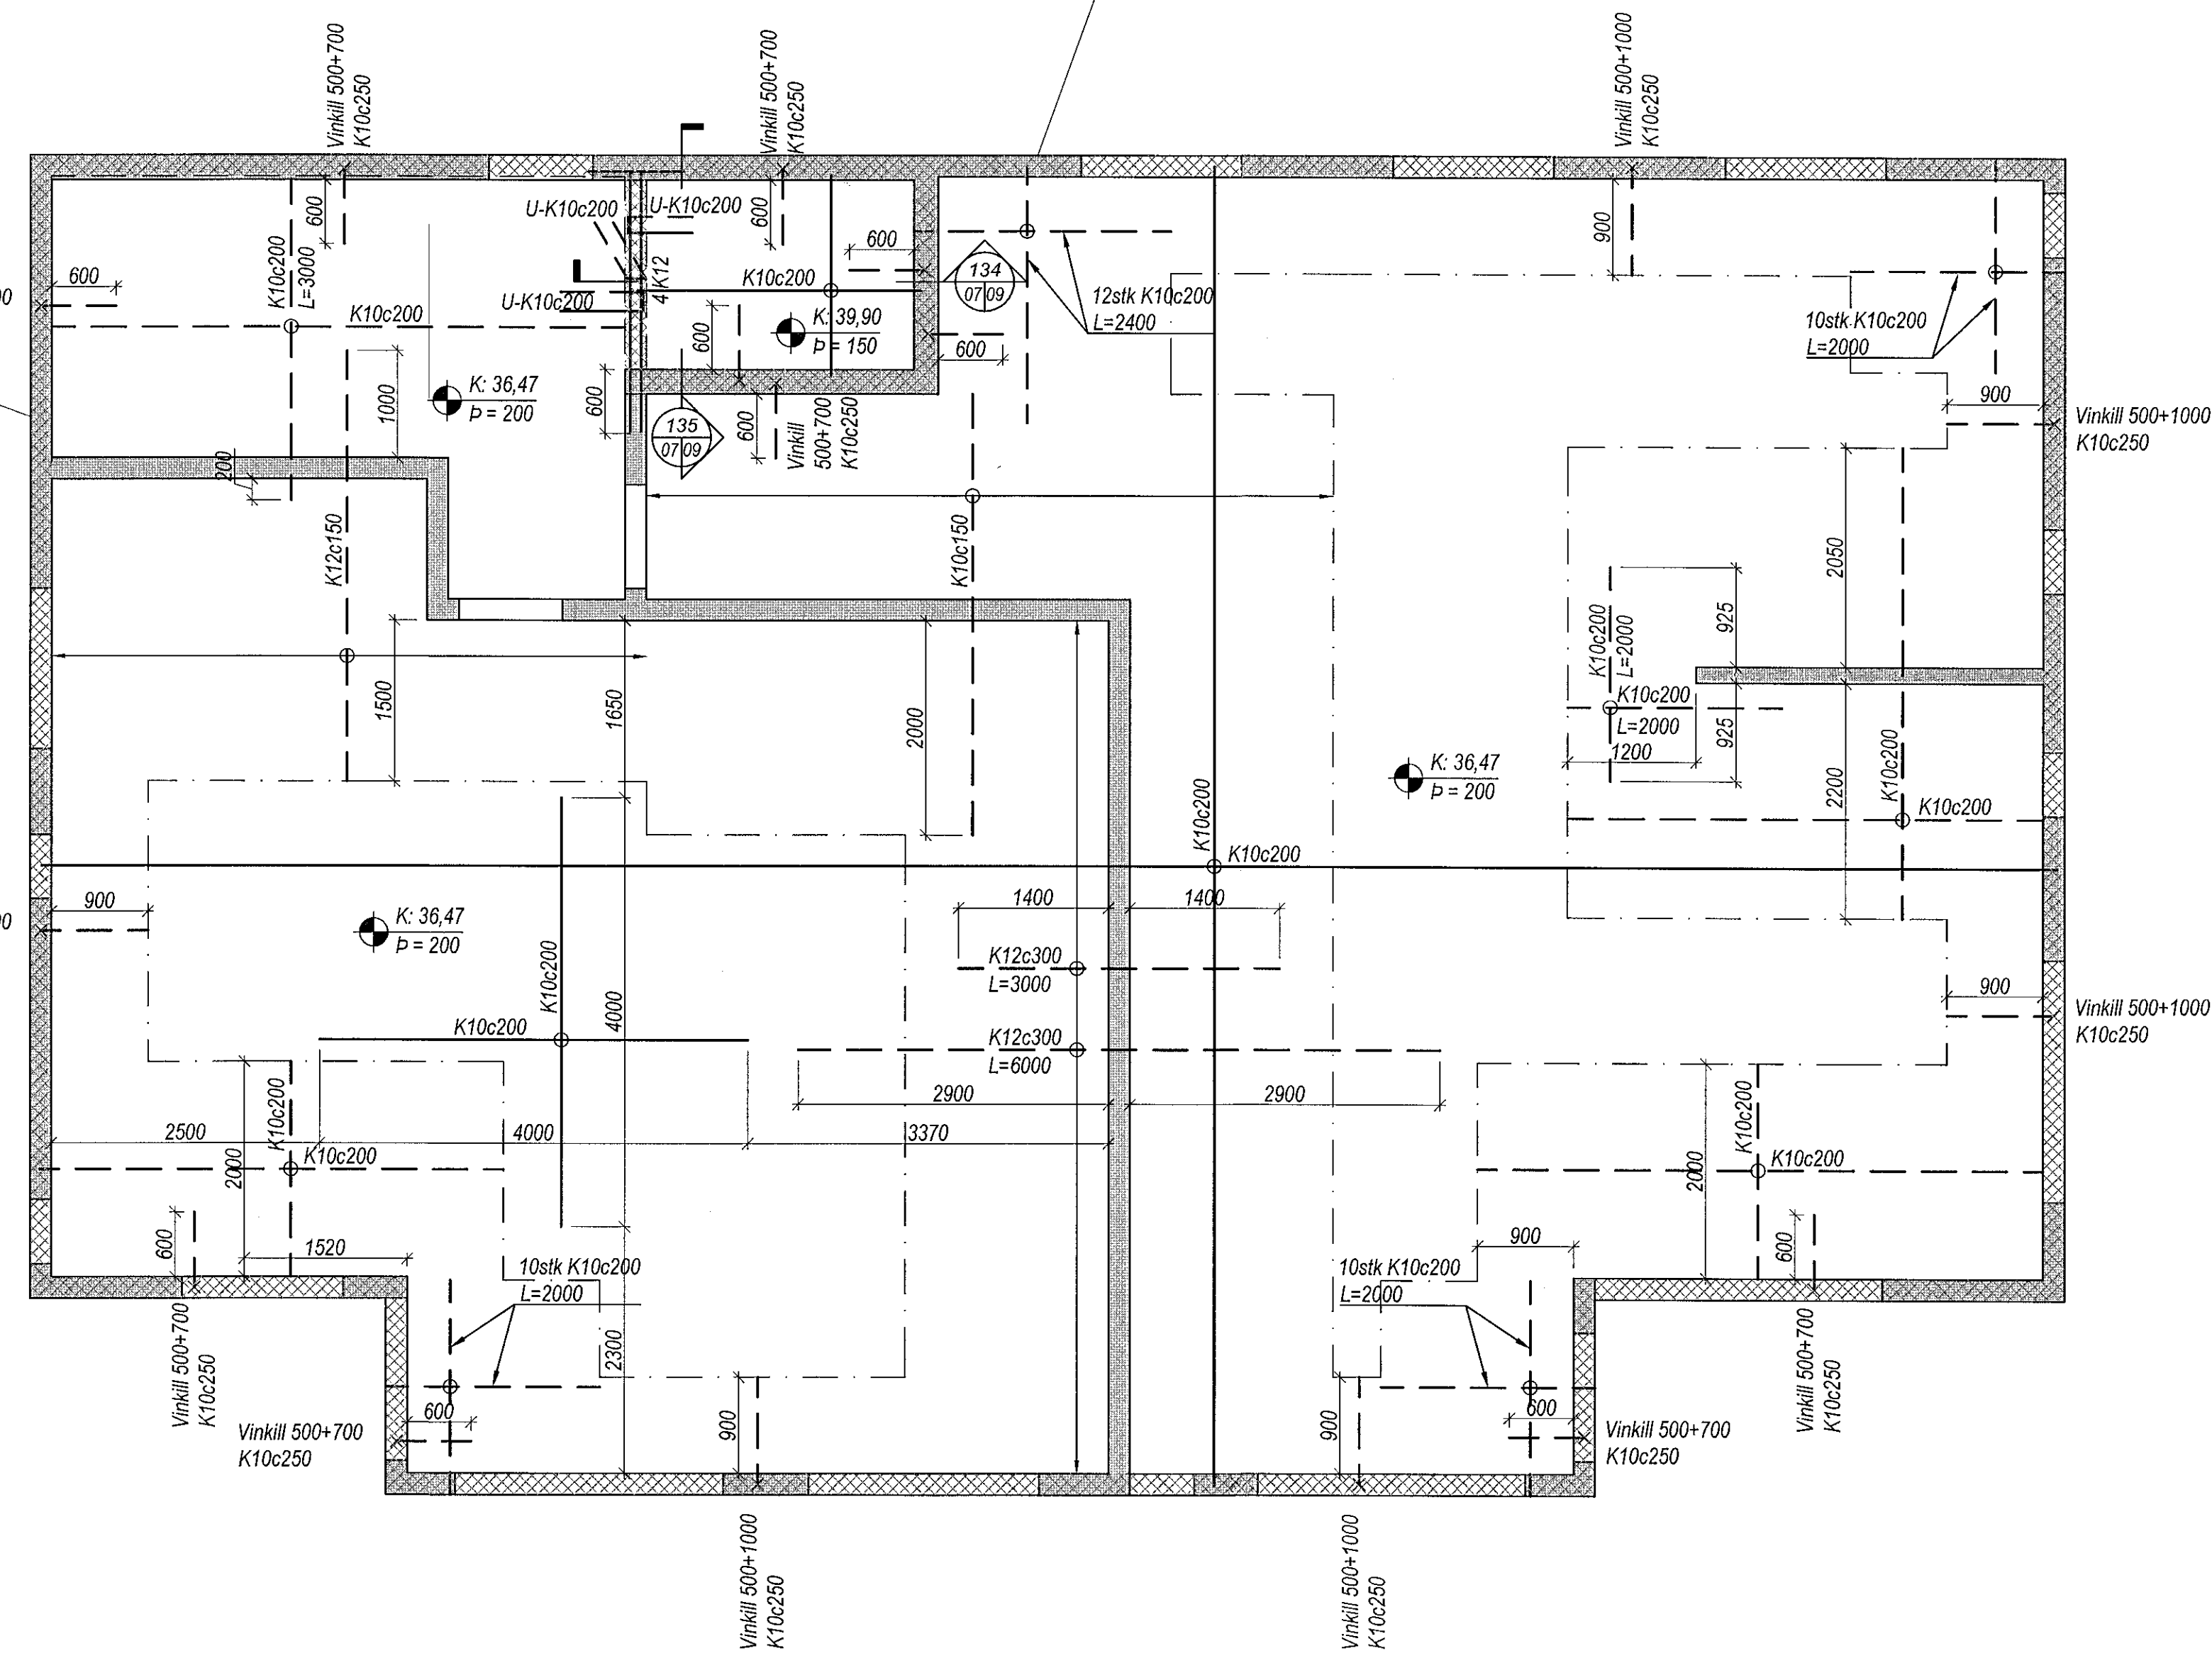 Vinkill 500+700
K10c250
Vinkill 500+700
K10c250
Vinkill 500+1000
K10c250
600
600
K10c200
L=3000
U-K10c200
U-K10c200
600
600
900
600
K10c200
4 K12
K10c200
U-K10c200
K: 39,90
Þ = 150
600
600
134
07 09
12stk K10c200
L=2400
10stk K10c200
L=2000
900
Vinkill 500+1000
K10c250
1000
K: 36,47
Þ = 200
600
135
07 09
600
Vinkill
500+700
K10c250
200
K12c150
K10c150
2050
925
K10c200
L=2000
K10c200
L=2000
925
1200
1500
1650
2000
K: 36,47
Þ = 200
2200
K10c200
K10c200
K10c200
K10c200
900
K: 36,47
Þ = 200
1400
1400
K12c300
L=3000
K10c200
4000
K10c200
K12c300
L=6000
900
Vinkill 500+1000
K10c250
2900
2900
2500
4000
3370
K10c200
2000
K10c200
K10c200
2000
K10c200
600
1520
900
600
10stk K10c200
L=2000
10stk K10c200
L=2000
2300
Vinkill 500+700
K10c250
Vinkill 500+700
K10c250
600
900
900
600
Vinkill 500+700
K10c250
Vinkill 500+700
K10c250
Vinkill 500+1000
K10c250
Vinkill 500+1000
K10c250